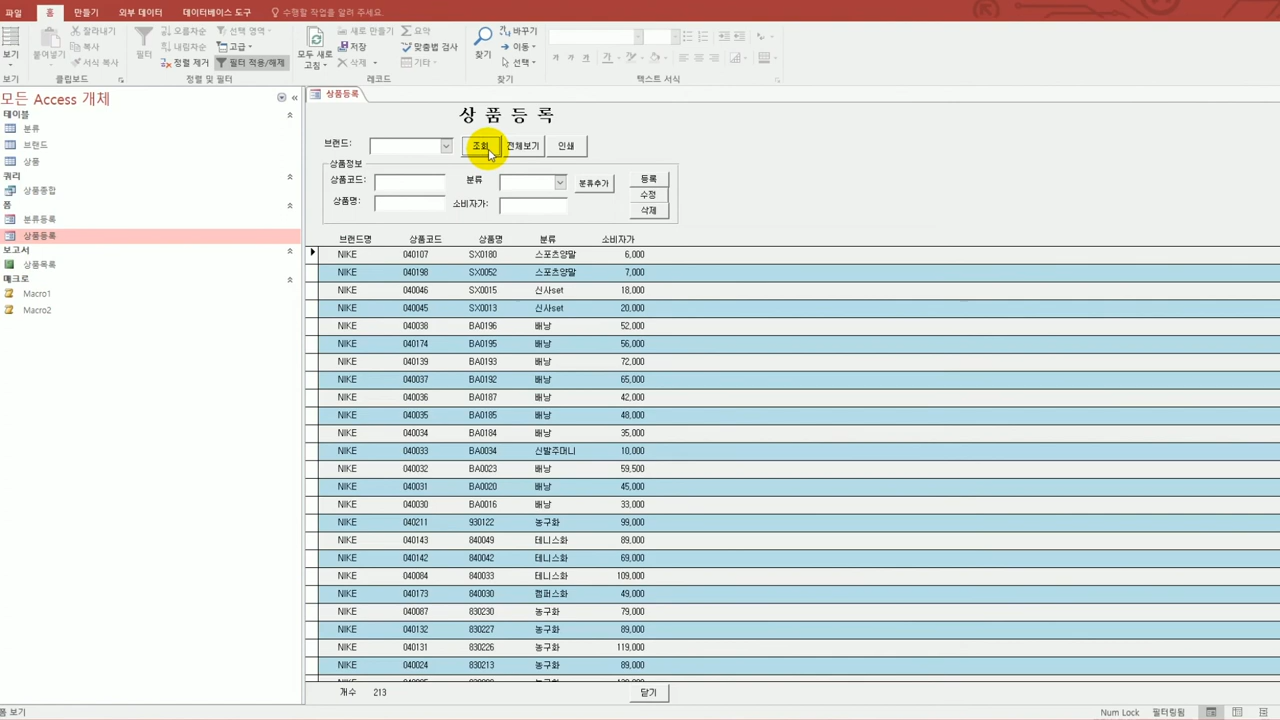 파일 홈 만들기 외부 데이터 데이터베이스 도구 수행할 작업을 알려 주세요.
보기
붙여넣기
잘라내기
복사
서식 복사
필터
오름차순
내림차순
정렬 제거
선택 영역
고급
필터 적용/해제
모두 새로
고침
새로 만들기
저장
삭제
요약
맞춤법 검사
기타
찾기
바꾸기
이동
선택
가 가 가
보기 클립보드 정렬 및 필터 레코드 찾기 텍스트 서식
모든 Access 개체
테이블
분류
브랜드
상품
쿼리
상품종합
폼
분류등록
상품등록
보고서
상품목록
매크로
Macro1
Macro2
상품등록
상 품 등 록
브랜드: 조회 전체보기 인쇄
상품정보
상품코드: 분류 분류추가 등록
수정
상품명: 소비자가: 삭제
브랜드명 상품코드 상품명 분류 소비자가
NIKE 040107 SX0180 스포츠양말 6,000
NIKE 040198 SX0052 스포츠양말 7,000
NIKE 040046 SX0015 신사set 18,000
NIKE 040045 SX0013 신사set 20,000
NIKE 040038 BA0196 배낭 52,000
NIKE 040174 BA0195 배낭 56,000
NIKE 040139 BA0193 배낭 72,000
NIKE 040037 BA0192 배낭 65,000
NIKE 040036 BA0187 배낭 42,000
NIKE 040035 BA0185 배낭 48,000
NIKE 040034 BA0184 배낭 35,000
NIKE 040033 BA0034 신발주머니 10,000
NIKE 040032 BA0023 배낭 59,500
NIKE 040031 BA0020 배낭 45,000
NIKE 040030 BA0016 배낭 33,000
NIKE 040211 930122 농구화 99,000
NIKE 040143 840049 테니스화 89,000
NIKE 040142 840042 테니스화 69,000
NIKE 040084 840033 테니스화 109,000
NIKE 040173 840030 캠퍼스화 49,000
NIKE 040087 830230 농구화 79,000
NIKE 040132 830227 농구화 89,000
NIKE 040131 830226 농구화 119,000
NIKE 040024 830213 농구화 89,000
개수 213 닫기
폼 보기 Num Lock 필터링됨